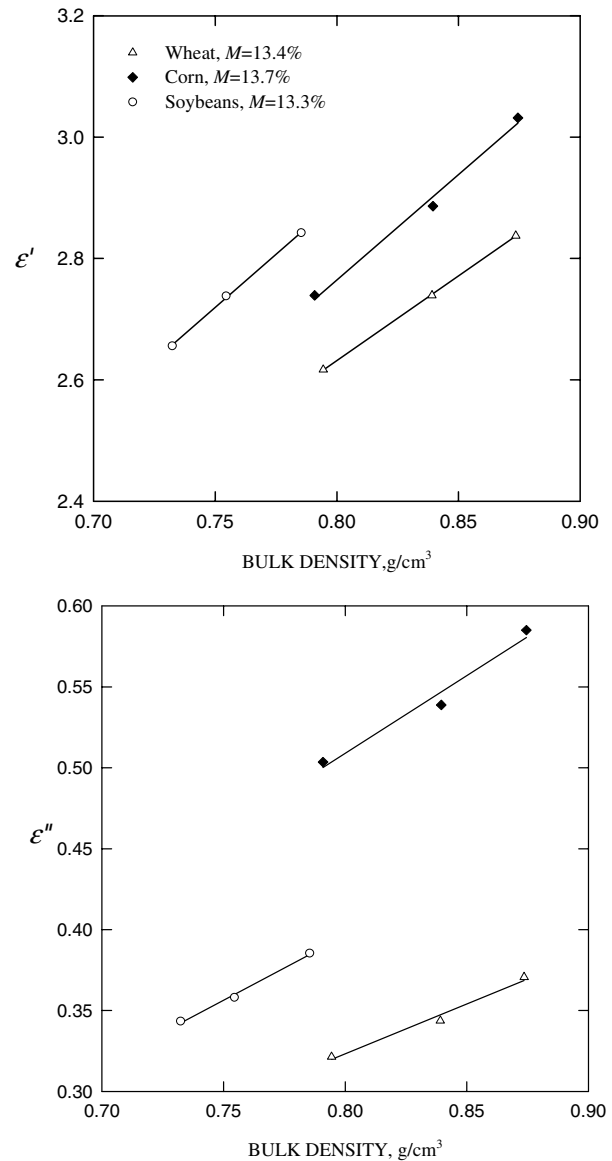 3.2
Wheat, M=13.4%
Corn, M=13.7%
Soybeans, M=13.3%
3.0
2.8
ε'
2.6
2.4
0.70 0.75 0.80 0.85 0.90
BULK DENSITY,g/cm³
0.60
0.55
0.50
ε"
0.45
0.40
0.35
0.30
0.70 0.75 0.80 0.85 0.90
BULK DENSITY, g/cm³